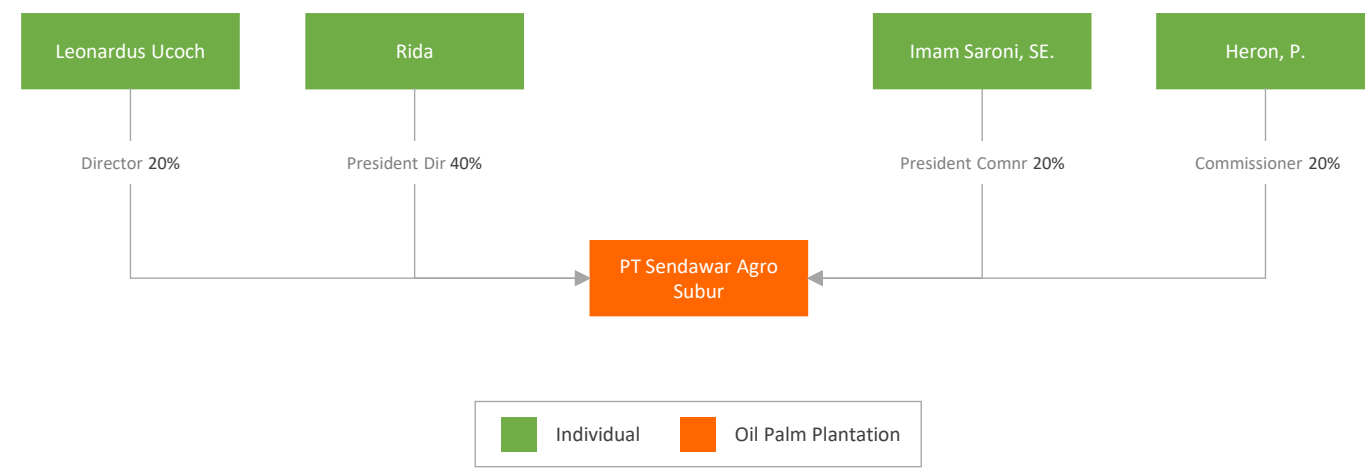 Leonardus Ucoch
Rida
Imam Saroni, SE.
Heron, P.
Director 20%
President Dir 40%
President Comnr 20%
Commissioner 20%
PT Sendawar Agro
Subur
Individual
Oil Palm Plantation